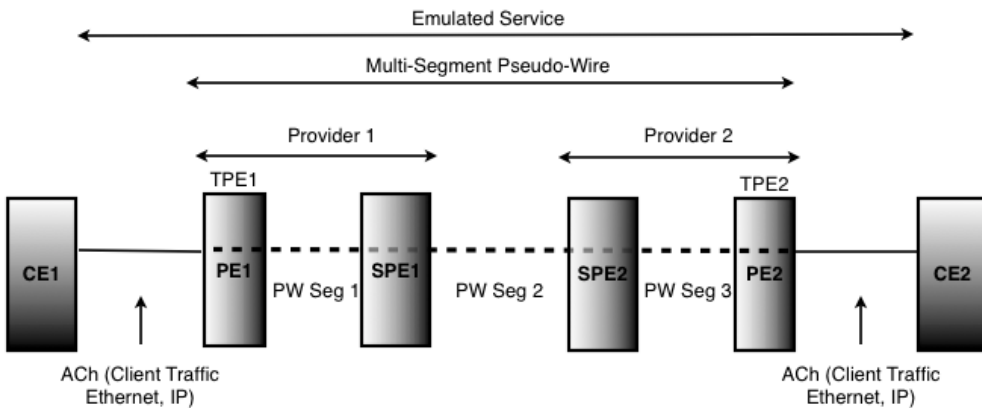 Emulated Service
Multi-Segment Pseudo-Wire
Provider 1
Provider 2
TPE1
TPE2
CE1
PE1
SPE1
SPE2
PE2
CE2
PW Seg 1
PW Seg 2
PW Seg 3
ACh (Client Traffic
Ethernet, IP)
ACh (Client Traffic
Ethernet, IP)